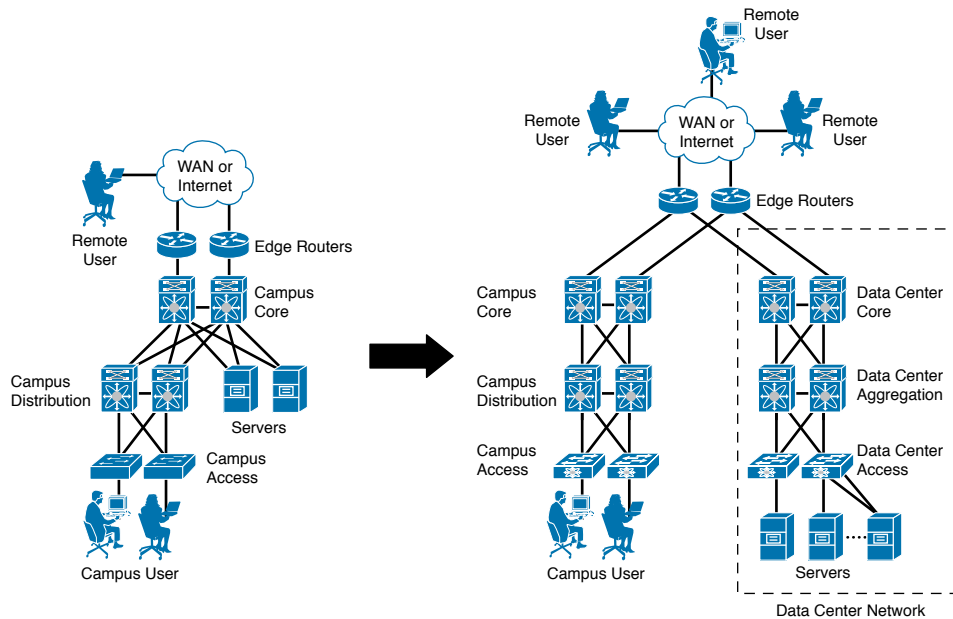 WAN or
Internet
Remote
User
Edge Routers
Campus
Core
Campus
Distribution
Servers
Campus
Access
Campus User
Remote
User
Remote
User
WAN or
Internet
Remote
User
Edge Routers
Campus
Core
Data Center
Core
Campus
Distribution
Data Center
Aggregation
Campus
Access
Data Center
Access
Campus User
Servers
Data Center Network